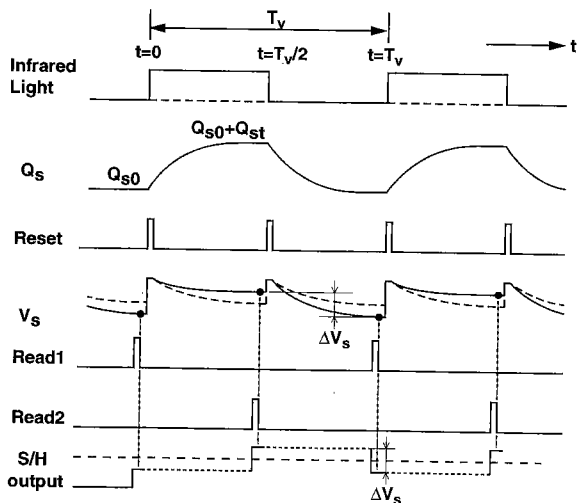 T_v
t=0
t=T_v/2
t=T_v
t
Infrared
Light
Q_s0+Q_st
Q_s
Q_s0
Reset
V_s
ΔV_s
Read1
Read2
S/H
output
ΔV_s